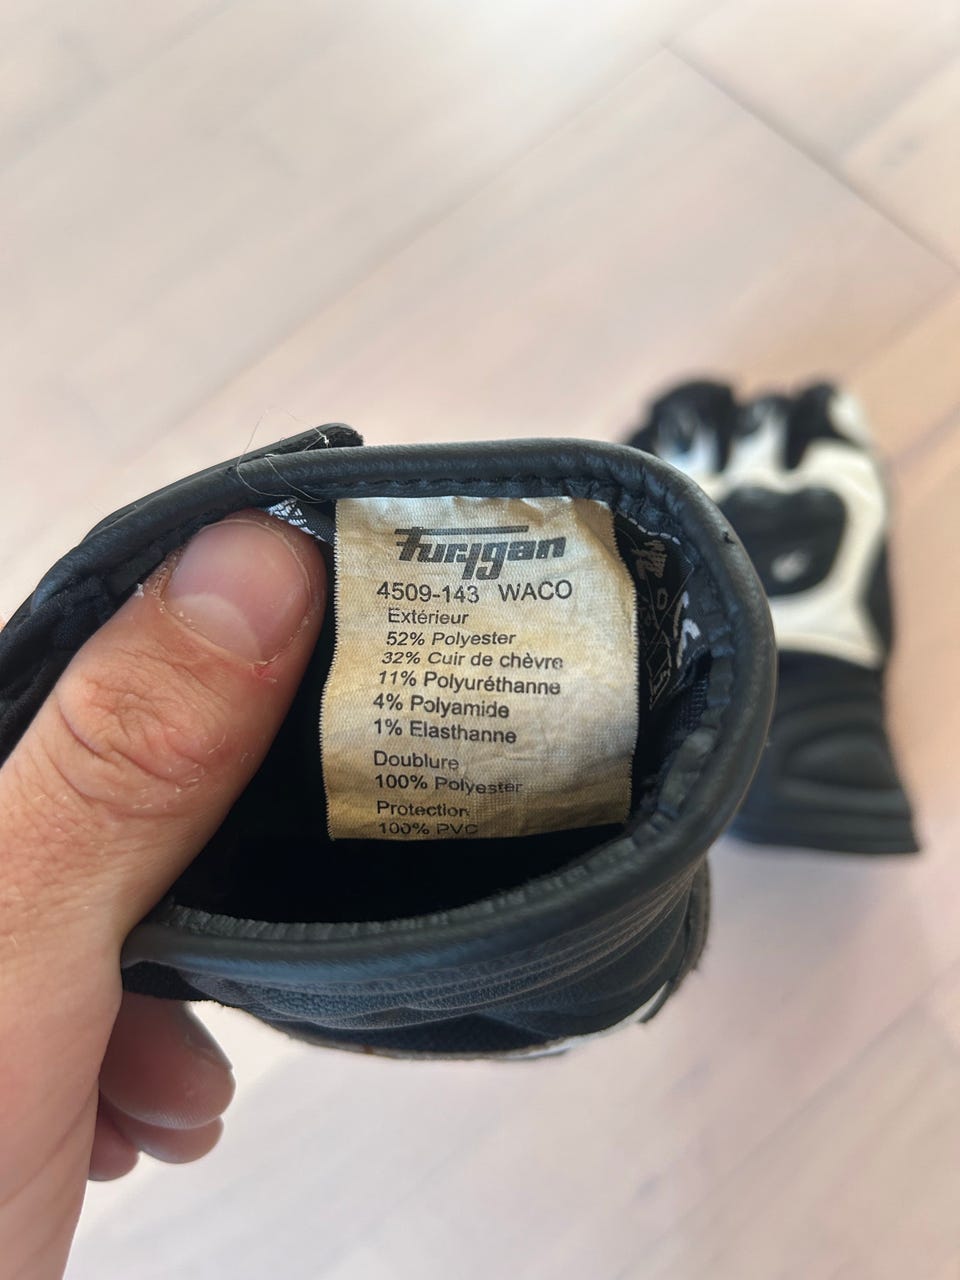 Furygan
4509-143 WACO
Extérieur
52% Polyester
32% Cuir de chèvre
11% Polyuréthanne
4% Polyamide
1% Elasthanne
Doublure
100% Polyester
Protection
100% PVC